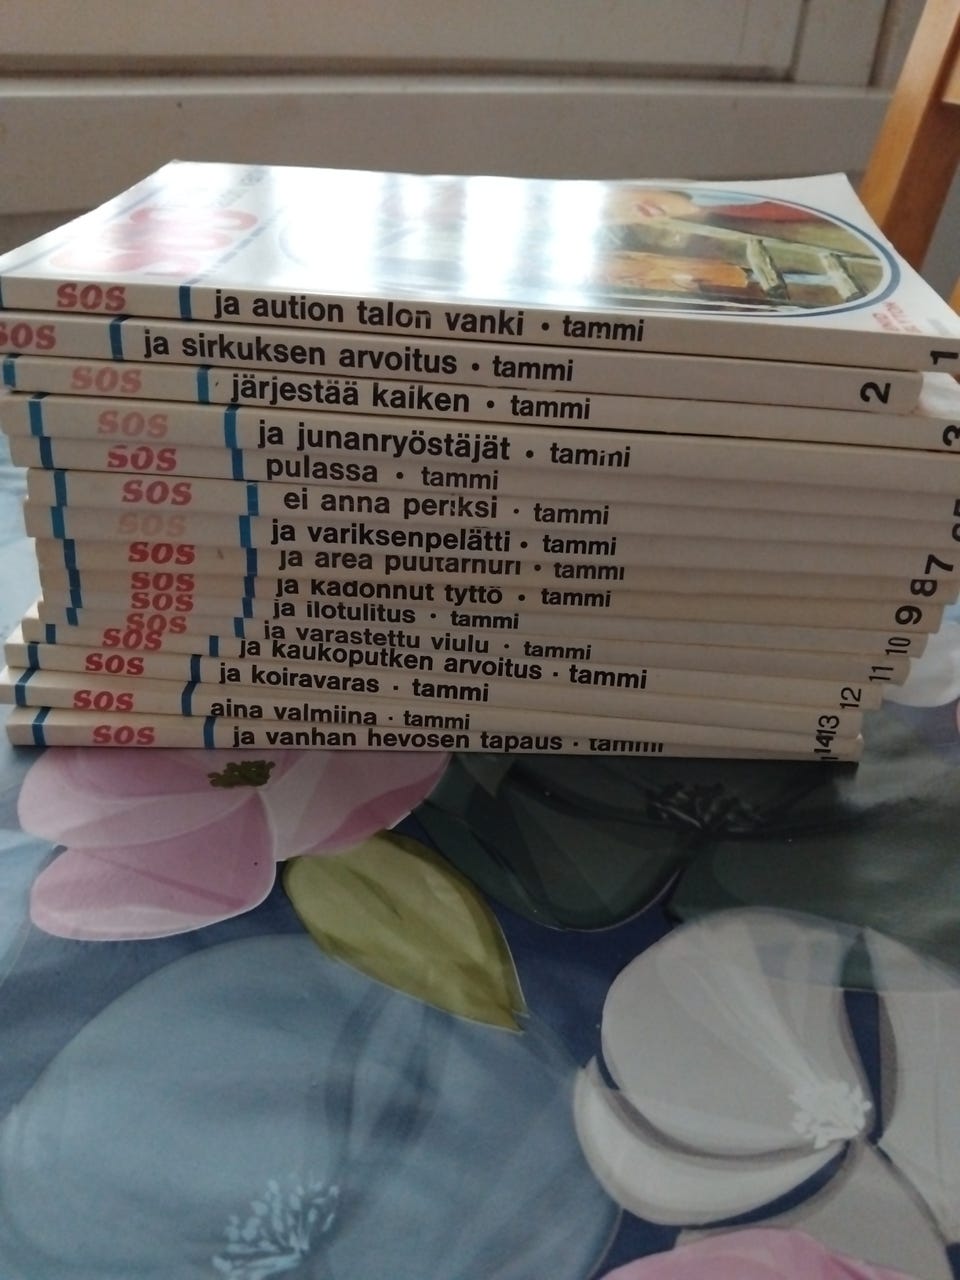 SOS ja aution talon vanki • tammi 1
SOS ja sirkuksen arvoitus • tammi 2
SOS järjestää kaiken • tammi 3
SOS ja junanryöstäjät • tammi
SOS pulassa • tammi
SOS ei anna periksi • tammi
SOS ja variksenpelätti • tammi 7
SOS ja area puutarhuri • tammi 8
SOS ja kadonnut tyttö • tammi 9
SOS ja ilotulitus • tammi 10
SOS ja varastettu viulu • tammi 11
SOS ja kaukoputken arvoitus • tammi 12
SOS ja koiravaras • tammi 13
SOS aina valmiina • tammi 14
SOS ja vanhan hevosen tapaus • tammi